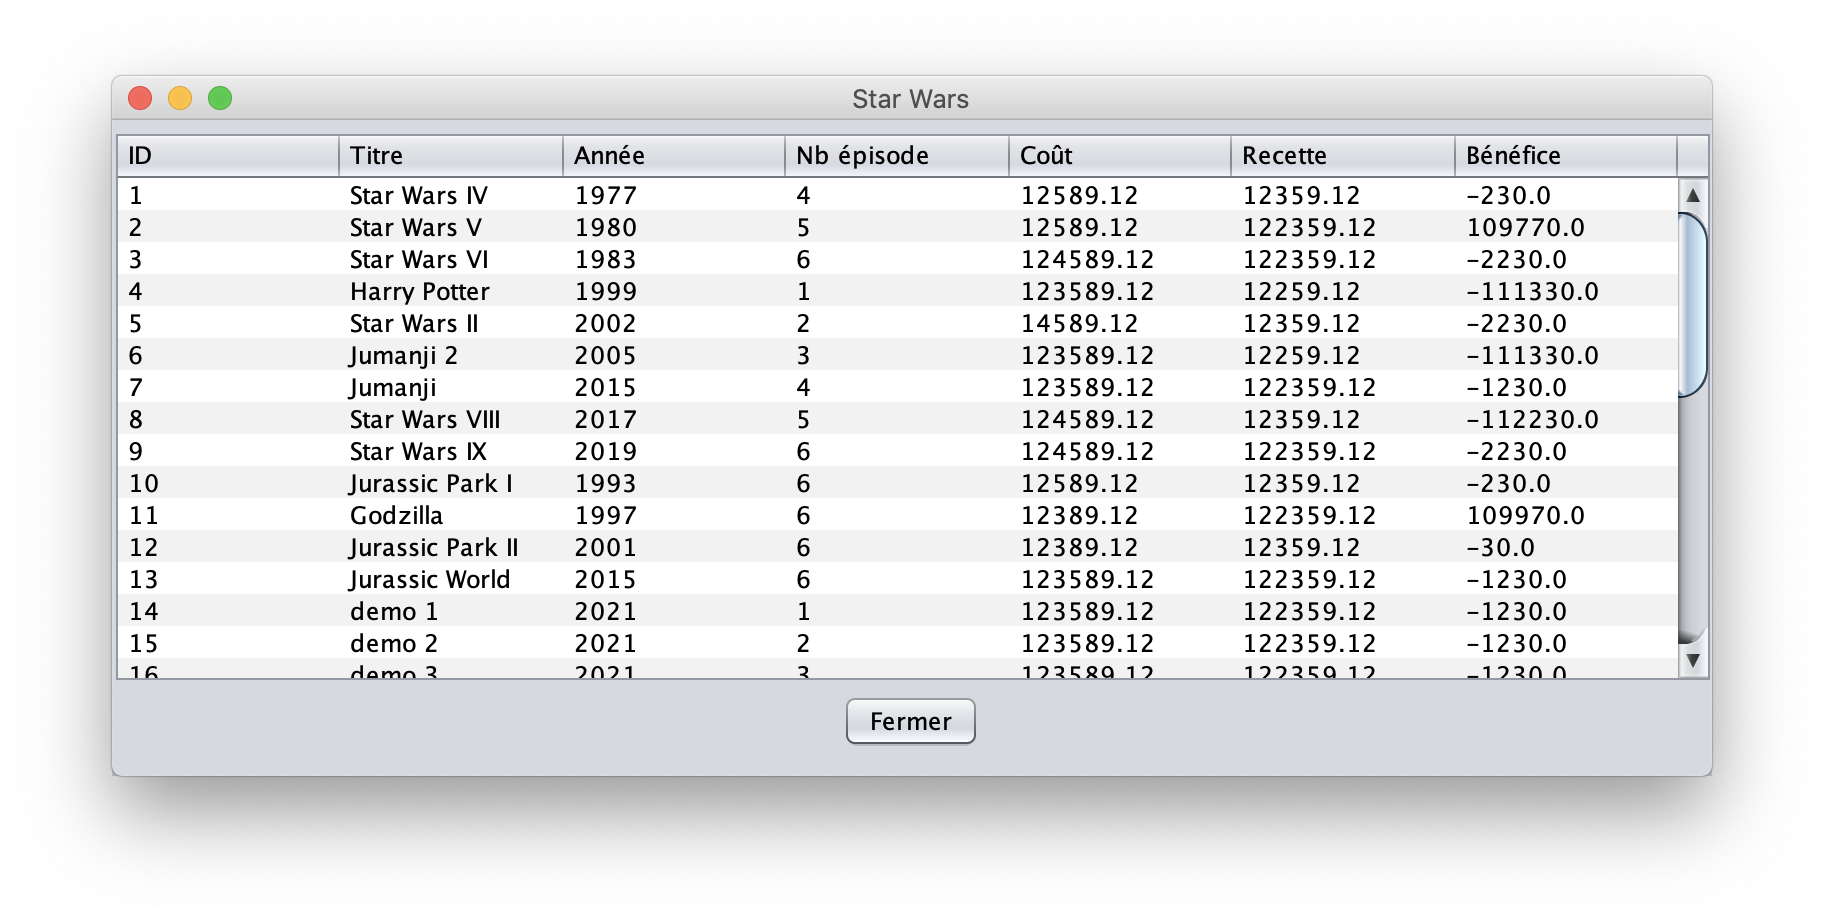 Star Wars
ID Titre Année Nb épisode Coût Recette Bénéfice
1 Star Wars IV 1977 4 12589.12 12359.12 -230.0
2 Star Wars V 1980 5 12589.12 122359.12 109770.0
3 Star Wars VI 1983 6 124589.12 122359.12 -2230.0
4 Harry Potter 1999 1 123589.12 12259.12 -111330.0
5 Star Wars II 2002 2 14589.12 12359.12 -2230.0
6 Jumanji 2 2005 3 123589.12 12259.12 -111330.0
7 Jumanji 2015 4 123589.12 122359.12 -1230.0
8 Star Wars VIII 2017 5 124589.12 12359.12 -112230.0
9 Star Wars IX 2019 6 124589.12 122359.12 -2230.0
10 Jurassic Park I 1993 6 12589.12 12359.12 -230.0
11 Godzilla 1997 6 12389.12 122359.12 109970.0
12 Jurassic Park II 2001 6 12389.12 12359.12 -30.0
13 Jurassic World 2015 6 123589.12 122359.12 -1230.0
14 demo 1 2021 1 123589.12 122359.12 -1230.0
15 demo 2 2021 2 123589.12 122359.12 -1230.0
16 demo 3 2021 3 123589.12 122359.12 -1230.0
Fermer